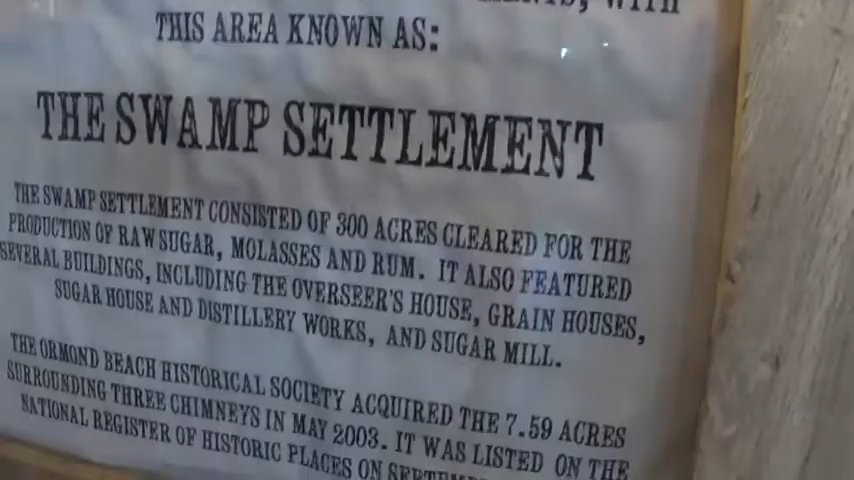 WITH
THIS AREA KNOWN AS:
THE SWAMP SETTLEMENT
THE SWAMP SETTLEMENT CONSISTED OF 300 ACRES CLEARED FOR THE
PRODUCTION OF RAW SUGAR, MOLASSES AND RUM. IT ALSO FEATURED
SEVERAL BUILDINGS, INCLUDING THE OVERSEER'S HOUSE, GRAIN HOUSES,
SUGAR HOUSE AND DISTILLERY WORKS, AND SUGAR MILL.
THE ORMOND BEACH HISTORICAL SOCIETY ACQUIRED THE 7.59 ACRES
SURROUNDING THREE CHIMNEYS IN MAY 2003. IT WAS LISTED ON THE
NATIONAL REGISTER OF HISTORIC PLACES ON